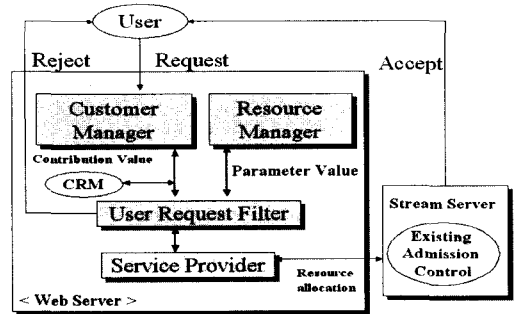 User
Reject
Request
Accept
Customer
Manager
Resource
Manager
Contribution Value
CRM
Parameter Value
User Request Filter
Stream Server
Existing
Admission
Control
Service Provider
Resource
allocation
< Web Server >